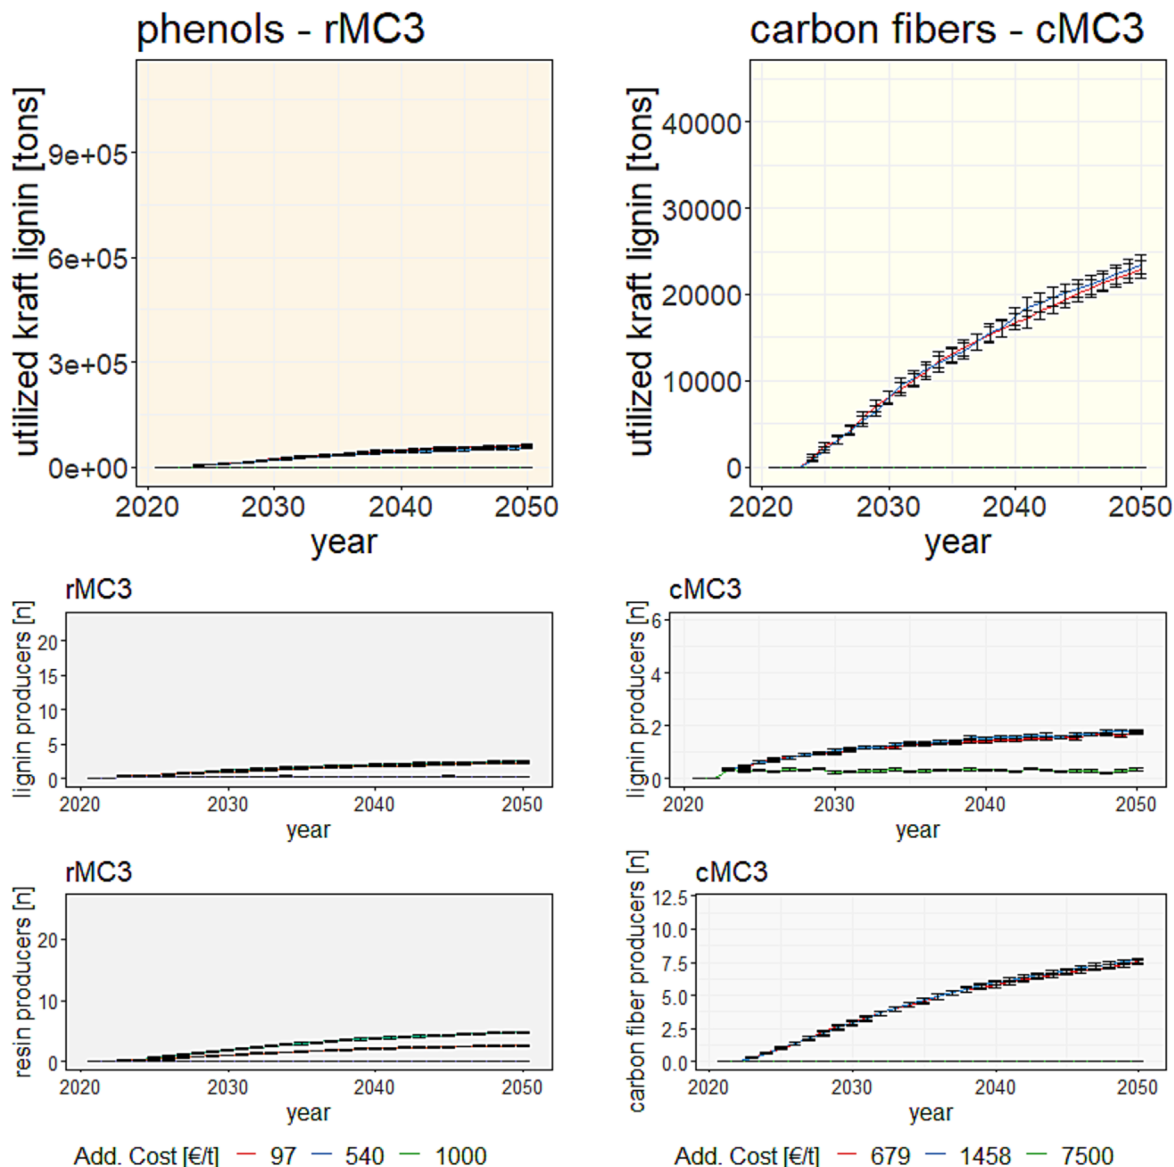 phenols - rMC3
utilized kraft lignin [tons]
9e+05
6e+05
3e+05
0e+00
2020 2030 2040 2050
year
carbon fibers - cMC3
utilized kraft lignin [tons]
40000
30000
20000
10000
0
2020 2030 2040 2050
year
rMC3
lignin producers [n]
20
15
10
5
0
2020 2030 2040 2050
year
cMC3
lignin producers [n]
6
4
2
0
2020 2030 2040 2050
year
rMC3
resin producers [n]
20
10
0
2020 2030 2040 2050
year
cMC3
carbon fiber producers [n]
12.5
10.0
7.5
5.0
2.5
0.0
2020 2030 2040 2050
year
Add. Cost [€/t] 97 540 1000
Add. Cost [€/t] 679 1458 7500